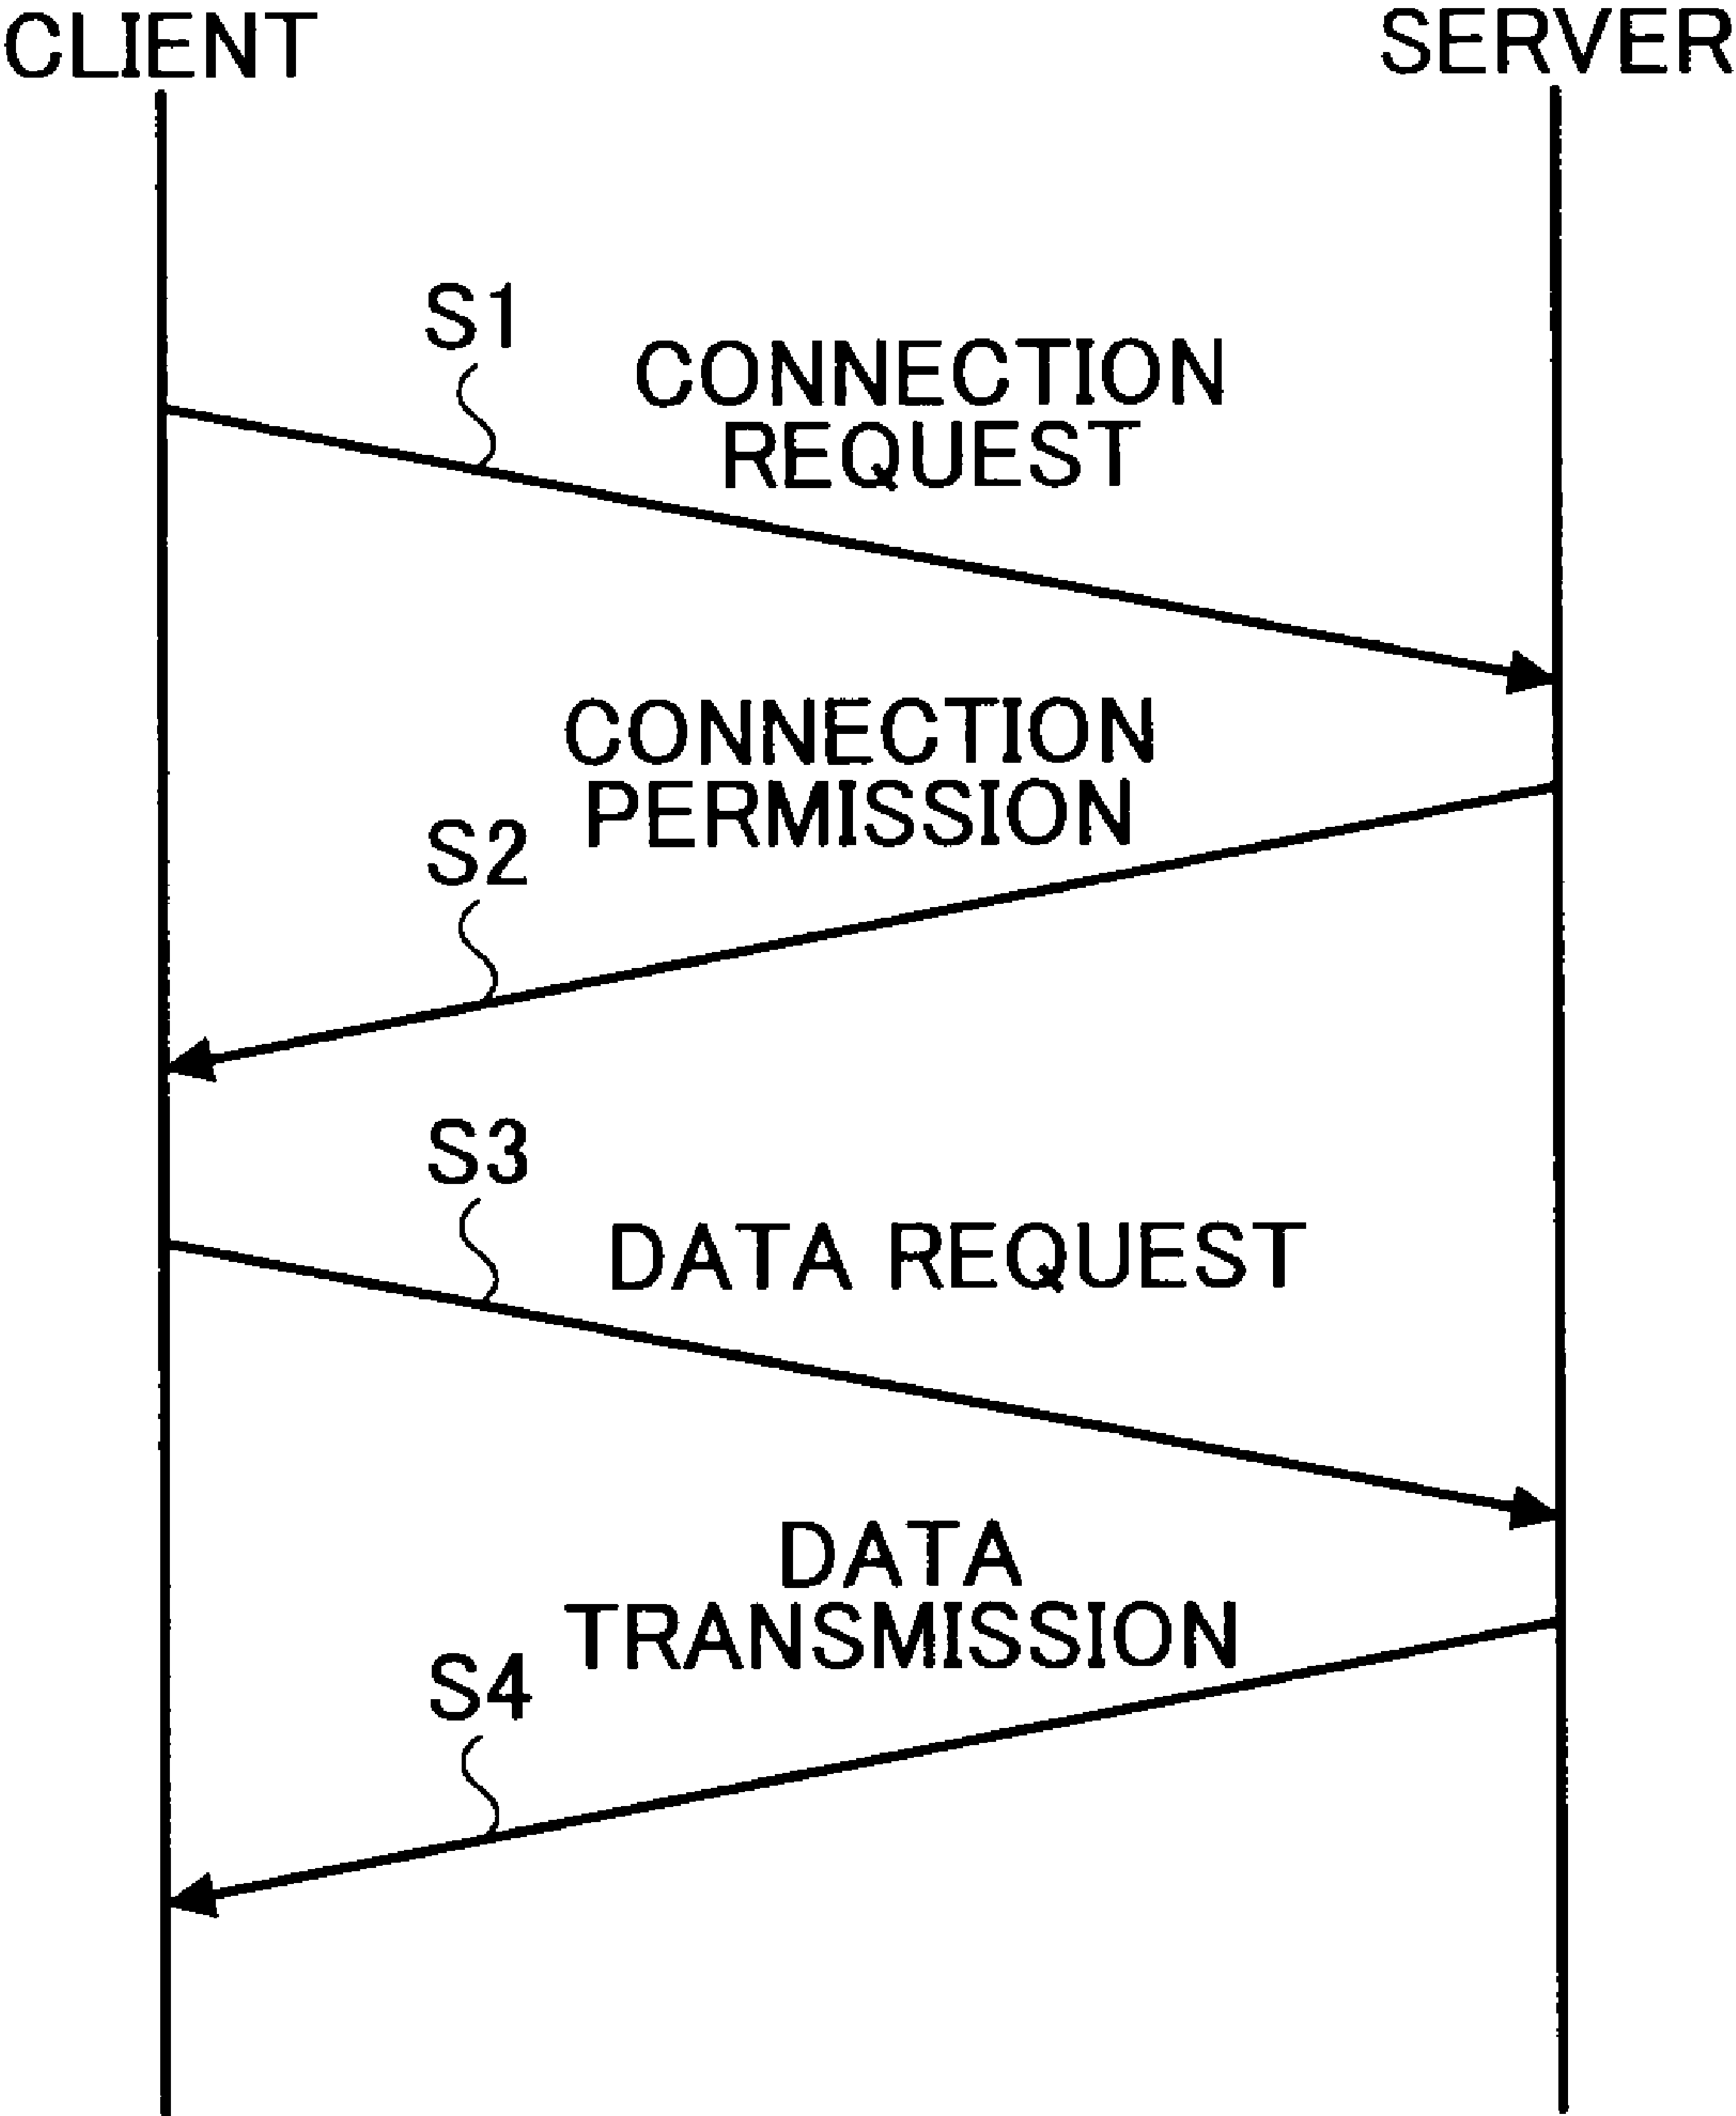 CLIENT
SERVER
S1
CONNECTION
REQUEST
CONNECTION
PERMISSION
S2
S3
DATA REQUEST
DATA
TRANSMISSION
S4